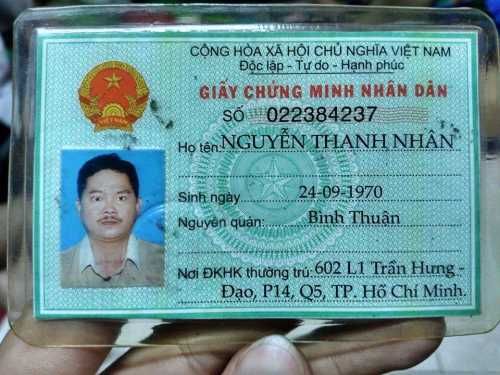 CỘNG HÒA XÃ HỘI CHỦ NGHĨA VIỆT NAM
Độc lập - Tự do - Hạnh phúc
GIẤY CHỨNG MINH NHÂN DÂN
SỐ 022384237
Họ tên: NGUYỄN THANH NHÂN
Sinh ngày 24-09-1970
Nguyên quán: Bình Thuận
Nơi ĐKHK thường trú: 602 L1 Trần Hưng -
Đạo, P14, Q5, TP. Hồ Chí Minh.
VIỆT NAM